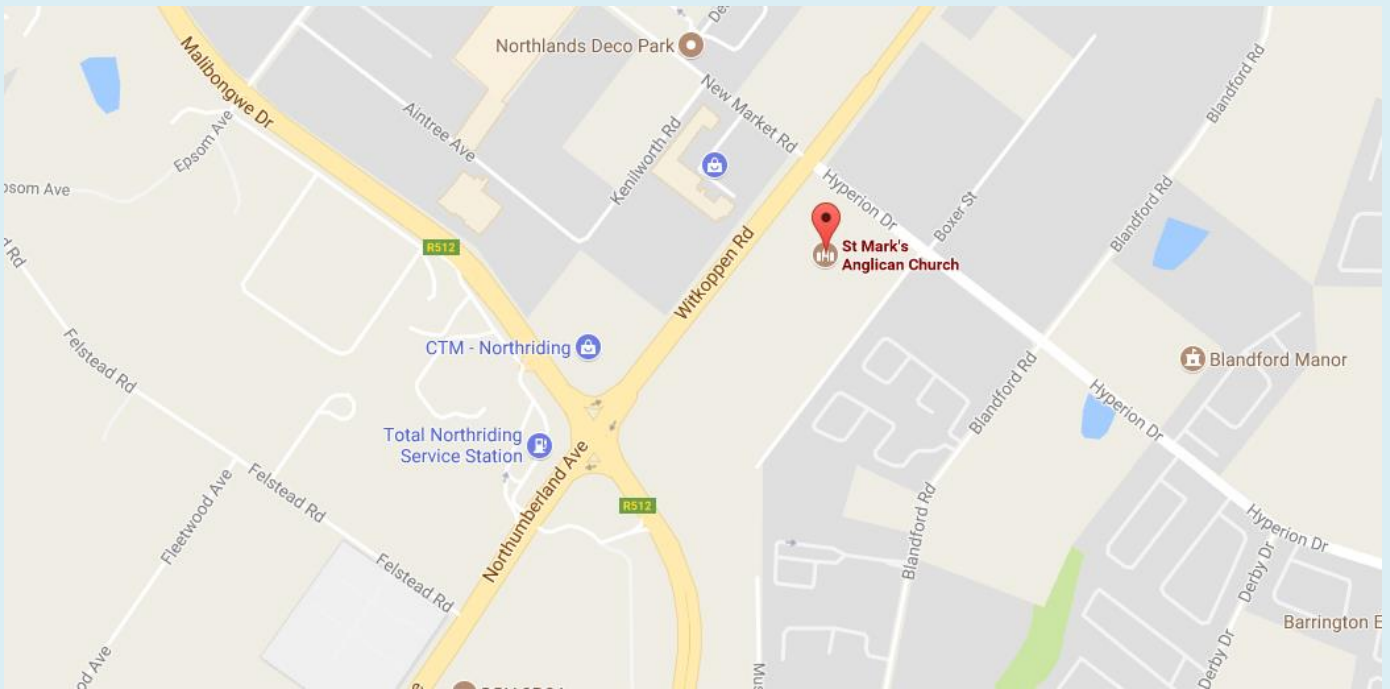 Northlands Deco Park
New Market Rd
Malibongwe Dr
Aintree Ave
Kenilworth Rd
Epsom Ave
Blandford Rd
Hyperion Dr
Boxer St
Blandford Rd
R512
St Mark's
Anglican Church
Witkoppen Rd
CTM - Northriding
Felstead Rd
Blandford Manor
Blandford Rd
Hyperion Dr
Total Northriding
Service Station
Northumberland Ave
R512
Felstead Rd
Fleetwood Ave
Felstead Rd
Blandford Rd
Hyperion Dr
Derby Dr
Barrington E
Derby Dr